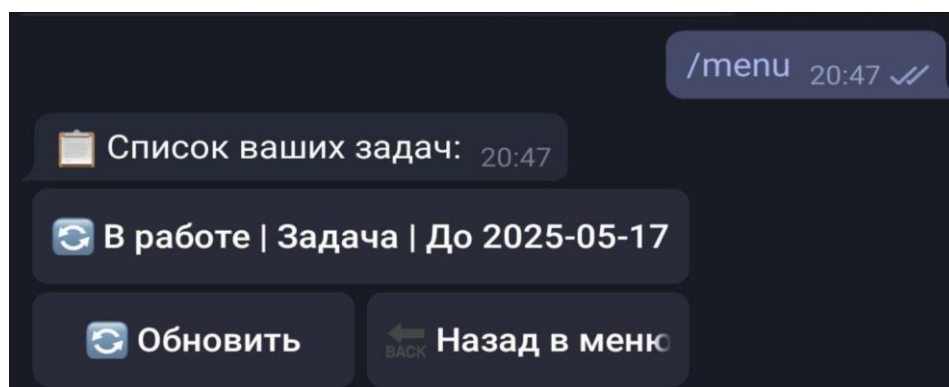 /menu 20:47
📋 Список ваших задач: 20:47
🔄 В работе | Задача | До 2025-05-17
🔄 Обновить
🔙 BACK Назад в меню